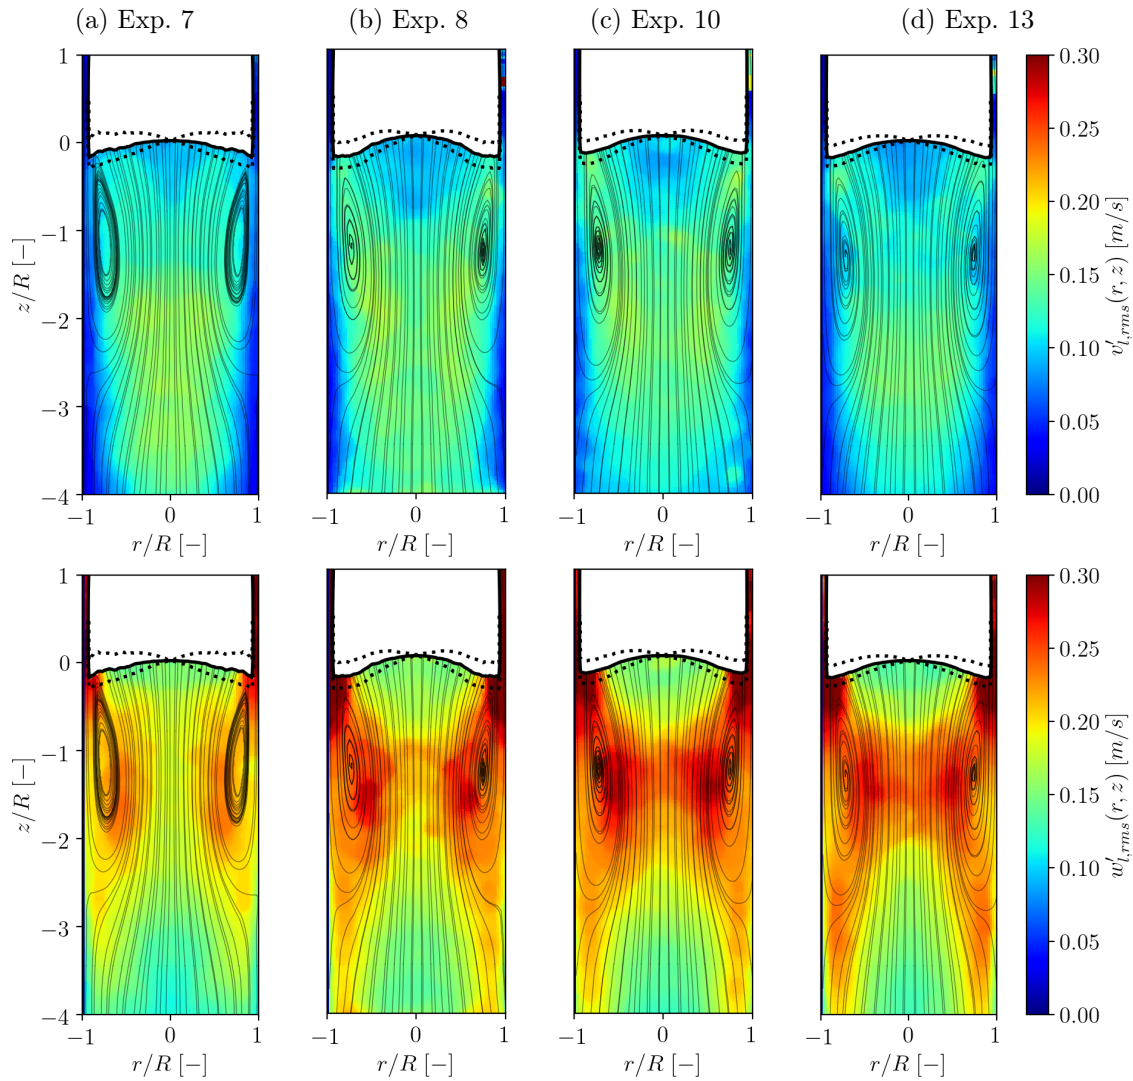 (a) Exp. 7 (b) Exp. 8 (c) Exp. 10 (d) Exp. 13
1 0.30
0 0.25
−1 0.20
0.15
−2 0.10
−3 0.05
−4 0.00
z/R [−]
v′l,rms(r, z) [m/s]
−1 0 1 −1 0 1 −1 0 1 −1 0 1
r/R [−] r/R [−] r/R [−] r/R [−]
1 0.30
0 0.25
−1 0.20
0.15
−2 0.10
−3 0.05
−4 0.00
z/R [−]
w′l,rms(r, z) [m/s]
−1 0 1 −1 0 1 −1 0 1 −1 0 1
r/R [−] r/R [−] r/R [−] r/R [−]